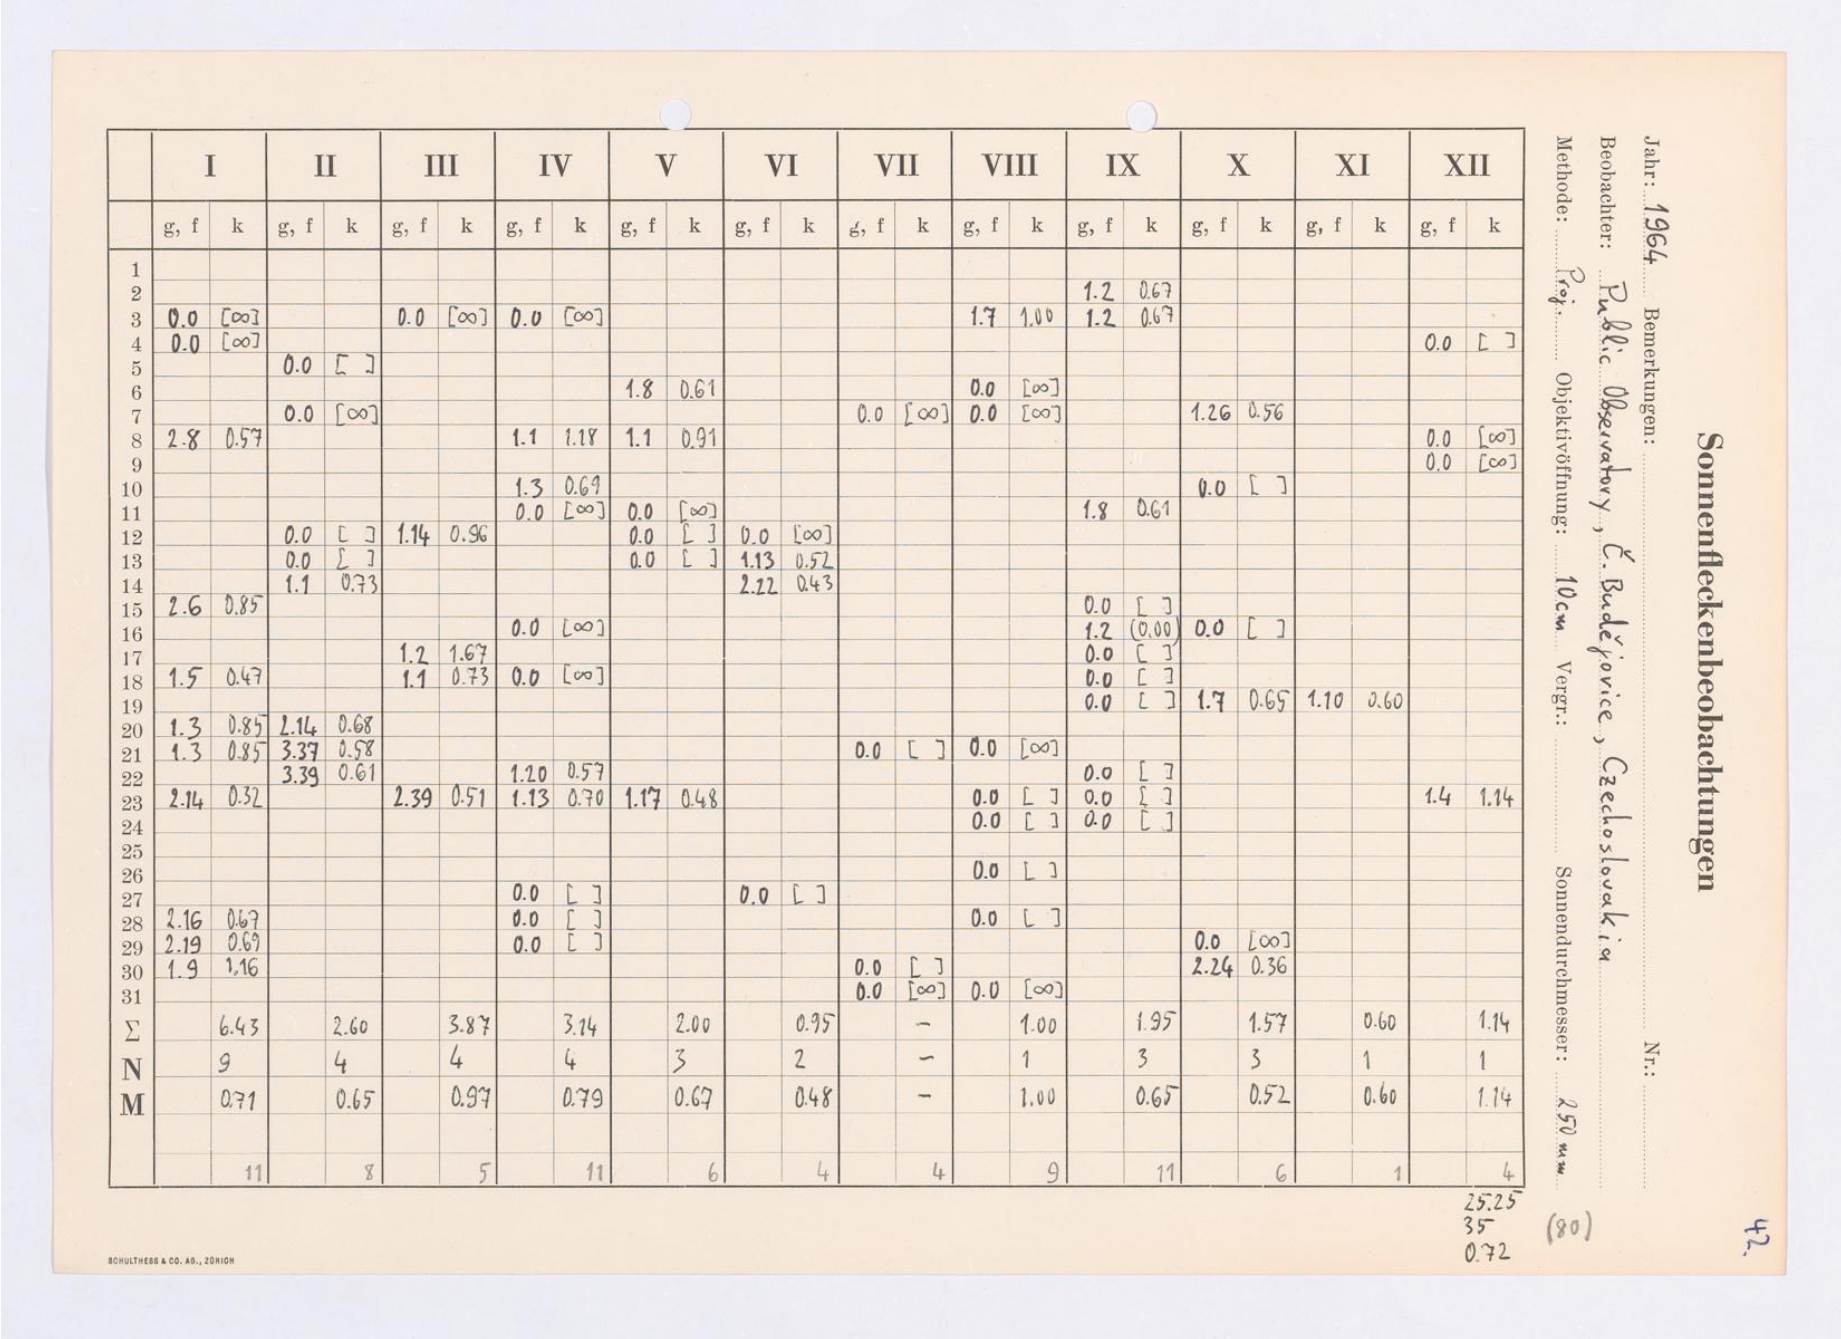 I II III IV V VI VII VIII IX X XI XII
g, f k g, f k g, f k g, f k g, f k g, f k g, f k g, f k g, f k g, f k g, f k g, f k
1
2 1.2 0.67
3 0.0 [∞] 0.0 [∞] 0.0 [∞] 1.7 1.00 1.2 0.67
4 0.0 [∞] 0.0 [ ]
5 0.0 [ ]
6 1.8 0.61 0.0 [∞]
7 0.0 [∞] 0.0 [∞] 0.0 [∞] 1.26 0.56
8 2.8 0.57 1.1 1.18 1.1 0.91 0.0 [∞]
9 0.0 [∞]
10 1.3 0.69 0.0 [ ]
11 0.0 [∞] 0.0 [∞] 1.8 0.61
12 0.0 [ ] 1.14 0.96 0.0 [ ] 0.0 [∞]
13 0.0 [ ] 0.0 [ ] 1.13 0.52
14 1.1 0.73 2.22 0.43
15 2.6 0.85 0.0 [ ]
16 0.0 [∞] 1.2 (0.00) 0.0 [ ]
17 1.2 1.67 0.0 [ ]
18 1.5 0.47 1.1 0.73 0.0 [∞] 0.0 [ ]
19 0.0 [ ] 1.7 0.65 1.10 0.60
20 1.3 0.85 2.14 0.68
21 1.3 0.85 3.37 0.58 0.0 [ ] 0.0 [∞]
22 3.39 0.61 1.20 0.57 0.0 [ ]
23 2.14 0.32 2.39 0.51 1.13 0.70 1.17 0.48 0.0 [ ] 0.0 [ ] 1.4 1.14
24 0.0 [ ] 0.0 [ ]
25
26 0.0 [ ]
27 0.0 [ ] 0.0 [ ]
28 2.16 0.67 0.0 [ ] 0.0 [ ]
29 2.19 0.69 0.0 [ ] 0.0 [∞]
30 1.9 1.16 0.0 [ ] 2.24 0.36
31 0.0 [∞] 0.0 [∞]
Σ 6.43 2.60 3.87 3.14 2.00 0.95 – 1.00 1.95 1.57 0.60 1.14
N 9 4 4 4 3 2 – 1 3 3 1 1
M 0.71 0.65 0.97 0.79 0.67 0.48 – 1.00 0.65 0.52 0.60 1.14
11 8 5 11 6 4 4 9 11 6 1 4
25.25
35
0.72
SCHULTHESS & CO. AG., ZÜRICH
Sonnenfleckenbeobachtungen
42.
Jahr: 1964 Bemerkungen: Nr.:
Beobachter: Public Observatory, Č. Budějovice, Czechoslovakia
Methode: Proj. Objektivöffnung: 10cm Vergr.: Sonnendurchmesser: 250 mm
(80)